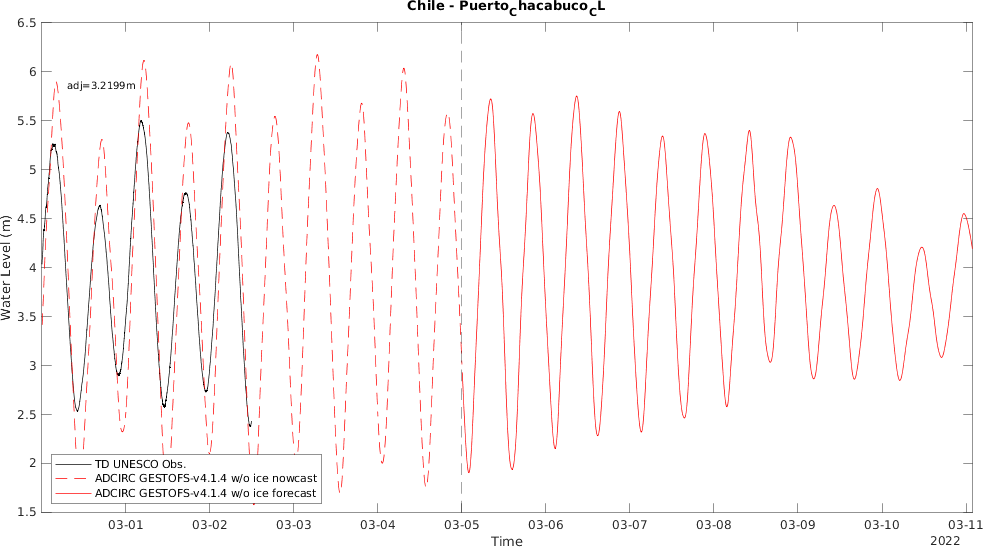 Chile - Puerto_Chacabuco_CL
6.5
6
5.5
5
4.5
4
3.5
3
2.5
2
1.5
Water Level (m)
adj=3.2199m
TD UNESCO Obs.
ADCIRC GESTOFS-v4.1.4 w/o ice nowcast
ADCIRC GESTOFS-v4.1.4 w/o ice forecast
03-01 03-02 03-03 03-04 03-05 03-06 03-07 03-08 03-09 03-10 03-11
Time
2022